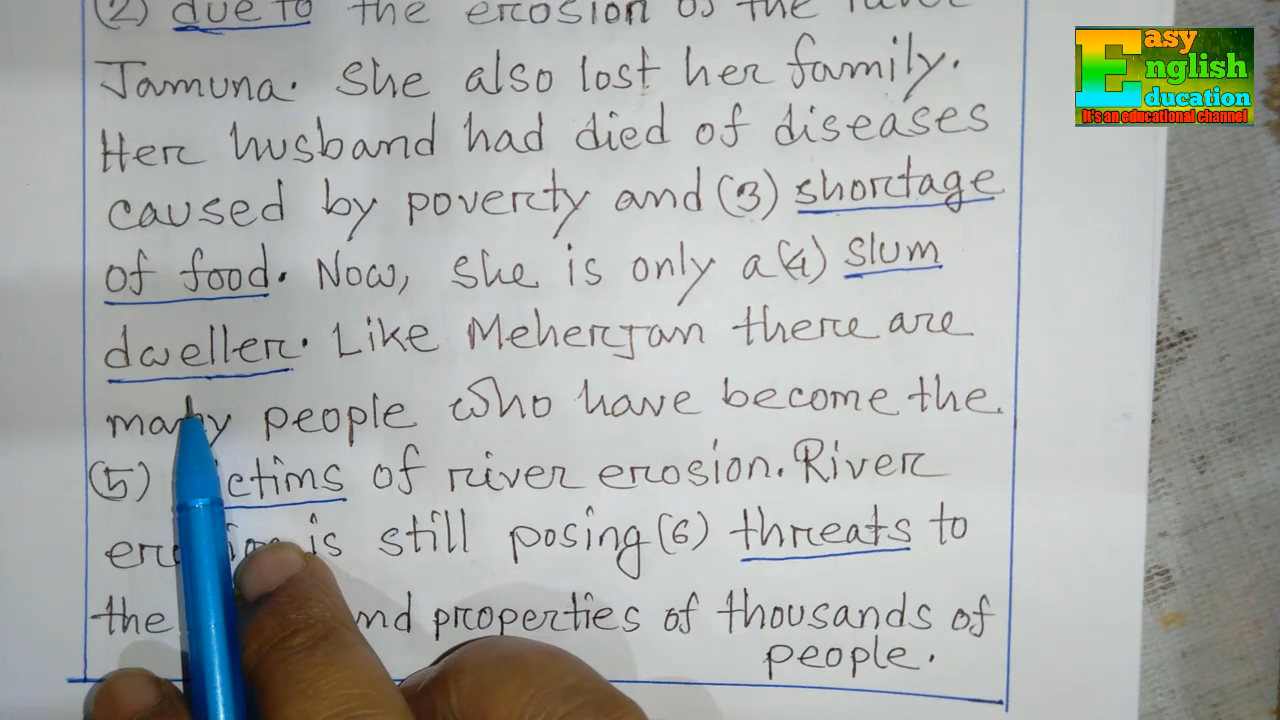 (2) due to the erosion of the river
Jamuna. She also lost her family.
Her husband had died of diseases
caused by poverty and (3) shortage
of food. Now, she is only a (4) slum
dweller. Like Meherjan there are
many people who have become the
(5) victims of river erosion. River
erosion is still posing (6) threats to
the and properties of thousands of
people.
Easy
English
Education
It's an educational channel